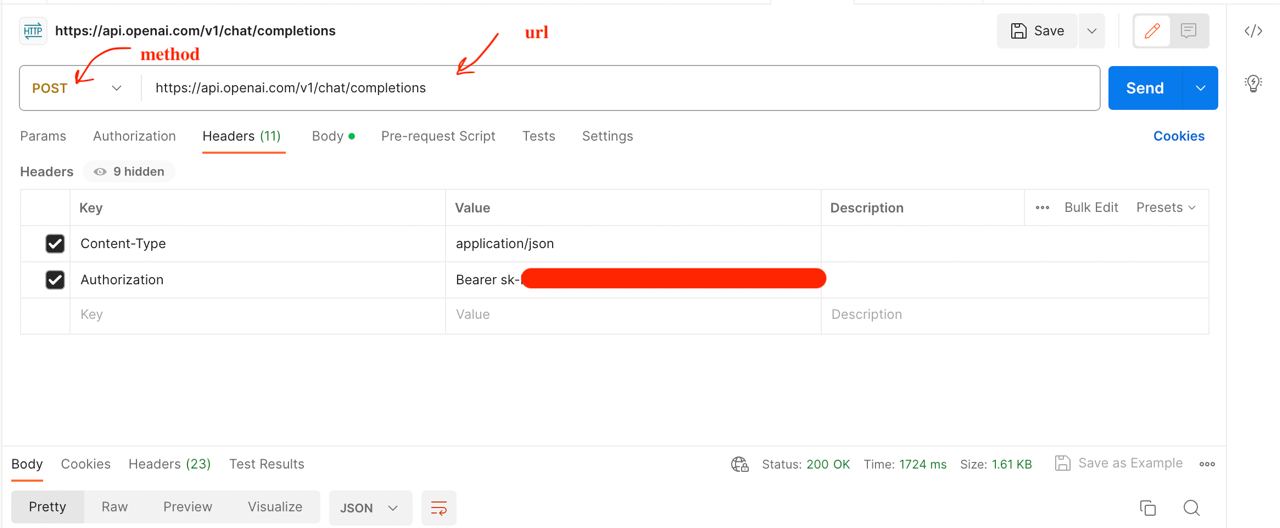 HTTP https://api.openai.com/v1/chat/completions Save
method url
POST https://api.openai.com/v1/chat/completions Send
Params Authorization Headers (11) Body Pre-request Script Tests Settings Cookies
Headers 9 hidden
Key Value Description Bulk Edit Presets
Content-Type application/json
Authorization Bearer sk-
Key Value Description
Body Cookies Headers (23) Test Results Status: 200 OK Time: 1724 ms Size: 1.61 KB Save as Example
Pretty Raw Preview Visualize JSON